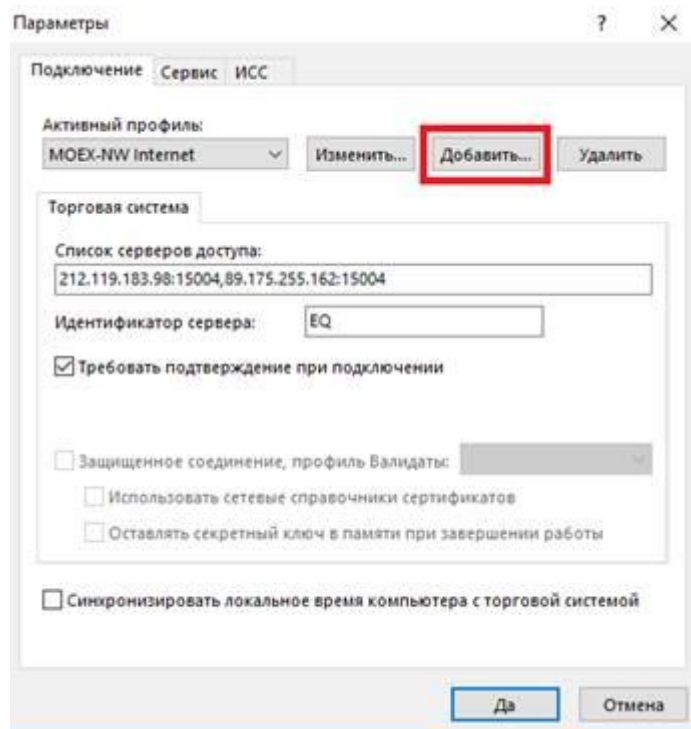 Параметры ? ×
Подключение Сервис ИСС
Активный профиль:
MOEX-NW Internet Изменить... Добавить... Удалить
Торговая система
Список серверов доступа:
212.119.183.98:15004,89.175.255.162:15004
Идентификатор сервера: EQ
Требовать подтверждение при подключении
Защищенное соединение, профиль Валидаты:
Использовать сетевые справочники сертификатов
Оставлять секретный ключ в памяти при завершении работы
Синхронизировать локальное время компьютера с торговой системой
Да Отмена